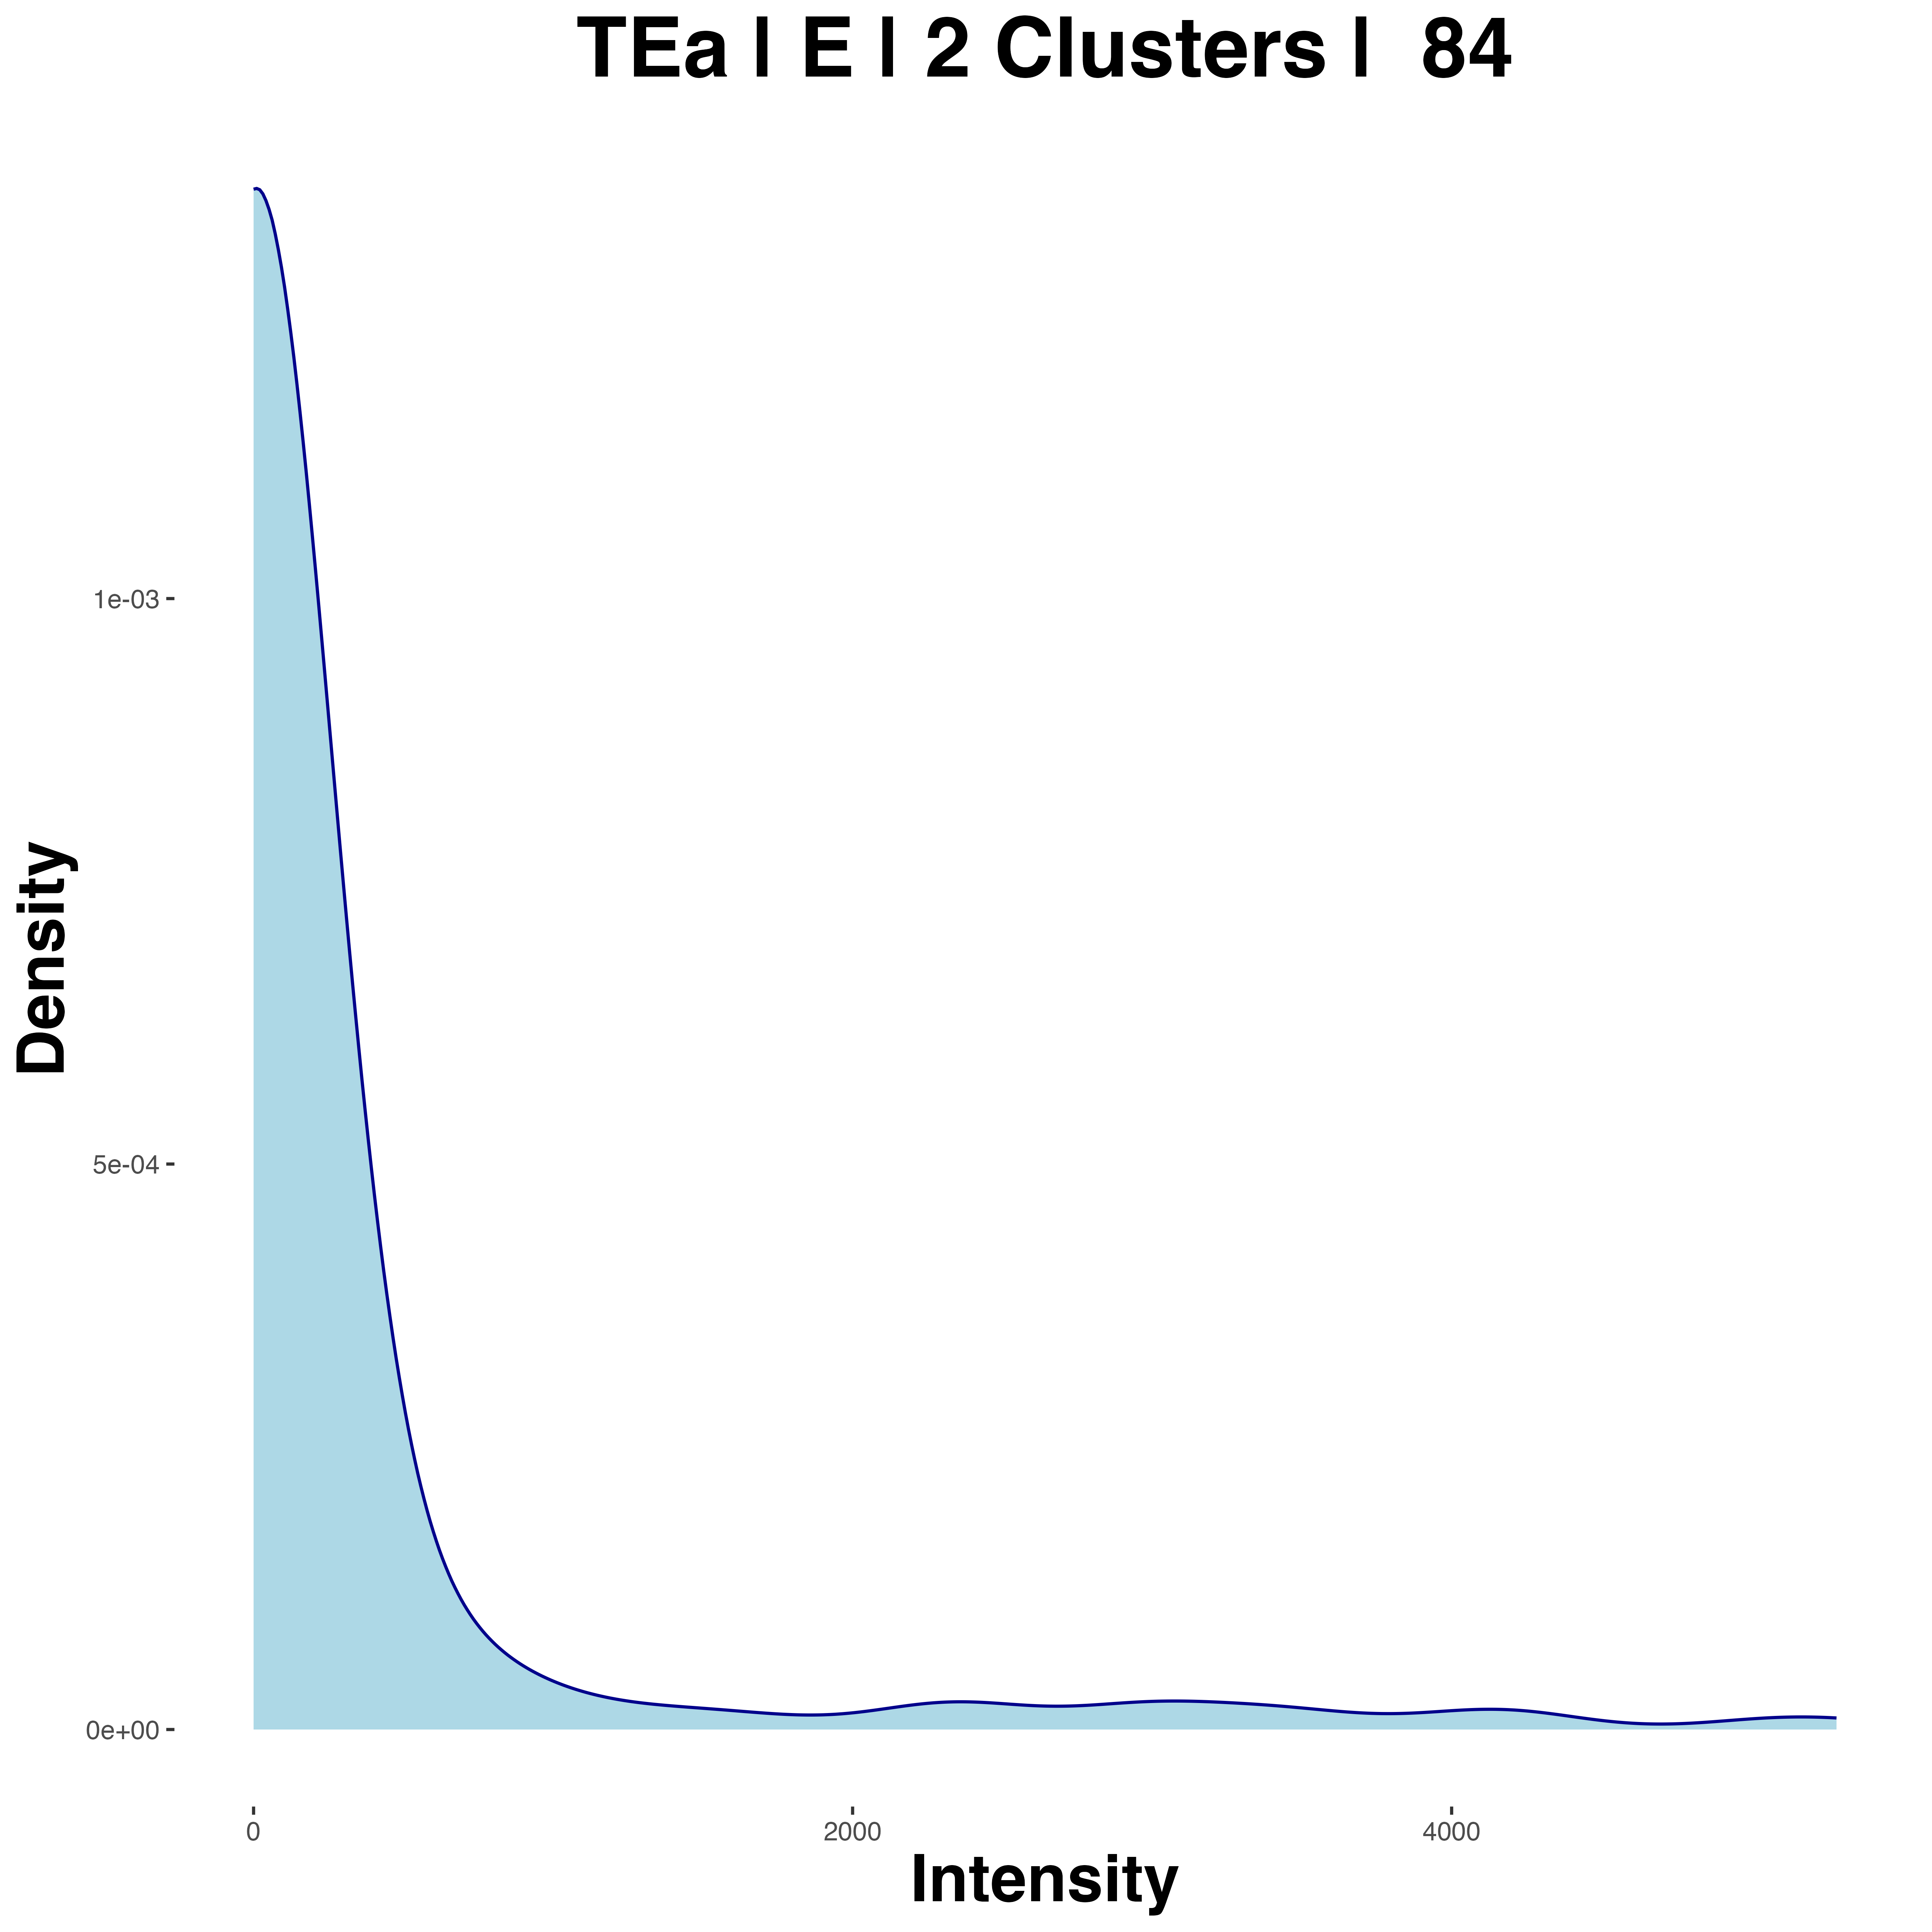 TEa | E | 2 Clusters | 84
Density
1e-03
5e-04
0e+00
0
2000
4000
Intensity